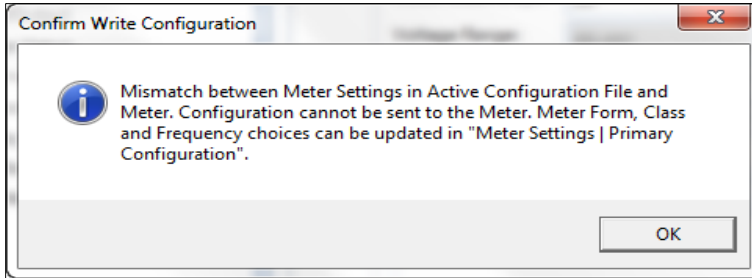 Confirm Write Configuration
Mismatch between Meter Settings in Active Configuration File and
Meter. Configuration cannot be sent to the Meter. Meter Form, Class
and Frequency choices can be updated in "Meter Settings | Primary
Configuration".
OK